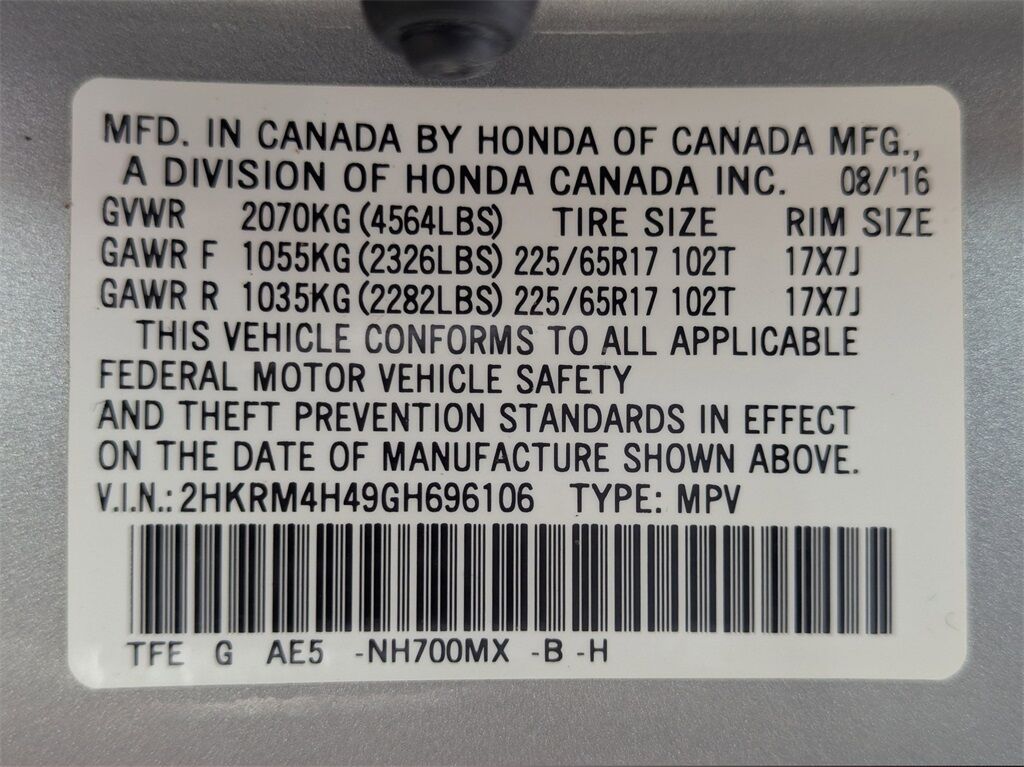 MFD. IN CANADA BY HONDA OF CANADA MFG.,
A DIVISION OF HONDA CANADA INC. 08/'16
GVWR 2070KG (4564LBS) TIRE SIZE RIM SIZE
GAWR F 1055KG (2326LBS) 225/65R17 102T 17X7J
GAWR R 1035KG (2282LBS) 225/65R17 102T 17X7J
THIS VEHICLE CONFORMS TO ALL APPLICABLE
FEDERAL MOTOR VEHICLE SAFETY
AND THEFT PREVENTION STANDARDS IN EFFECT
ON THE DATE OF MANUFACTURE SHOWN ABOVE.
V.I.N.: 2HKRM4H49GH696106 TYPE: MPV
TFE G AE5 -NH700MX -B -H